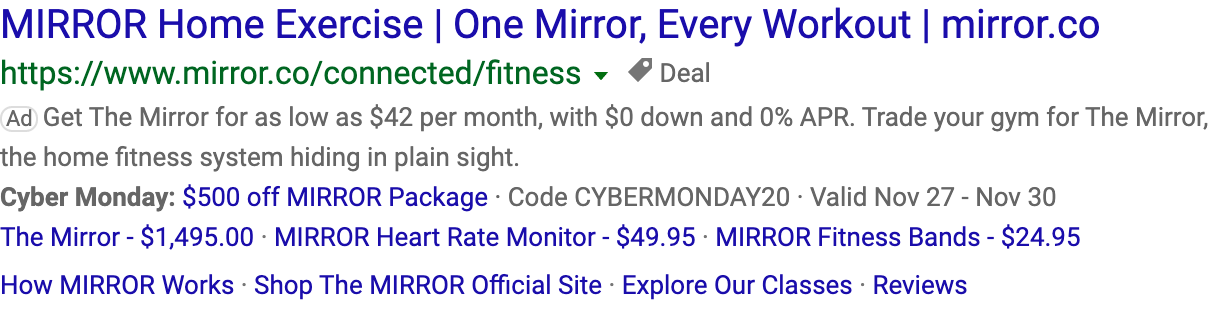 MIRROR Home Exercise | One Mirror, Every Workout | mirror.co
https://www.mirror.co/connected/fitness Deal
Ad Get The Mirror for as low as $42 per month, with $0 down and 0% APR. Trade your gym for The Mirror,
the home fitness system hiding in plain sight.
Cyber Monday: $500 off MIRROR Package · Code CYBERMONDAY20 · Valid Nov 27 - Nov 30
The Mirror - $1,495.00 · MIRROR Heart Rate Monitor - $49.95 · MIRROR Fitness Bands - $24.95
How MIRROR Works · Shop The MIRROR Official Site · Explore Our Classes · Reviews